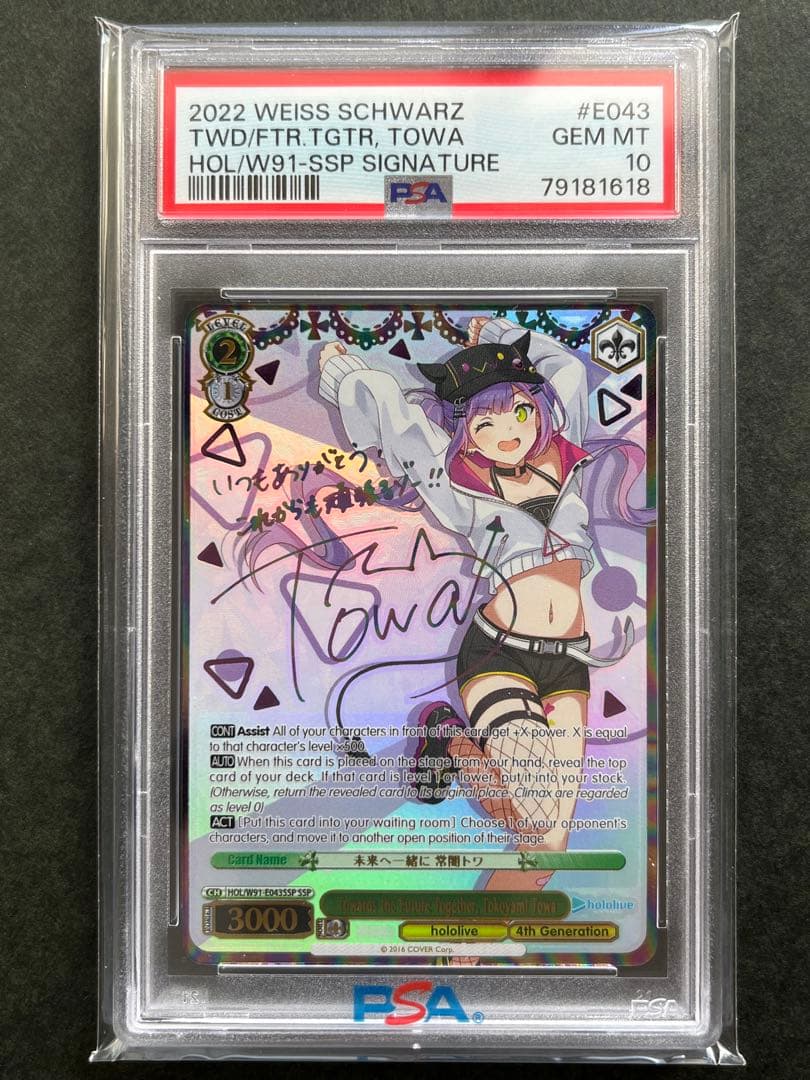 2022 WEISS SCHWARZ #E043
TWD/FTR.TGTR, TOWA GEM MT
HOL/W91-SSP SIGNATURE 10
PSA 79181618
LEVEL
2
1
COST
いつもありがとう!
これからも頑張るゾ!!
Towa
CONT Assist All of your characters in front of this card get +X power. X is equal
to that character's level ×500.
AUTO When this card is placed on the stage from your hand, reveal the top
card of your deck. If that card is level 1 or lower, put it into your stock.
(Otherwise, return the revealed card to its original place. Climax are regarded
as level 0)
ACT [Put this card into your waiting room] Choose 1 of your opponent's
characters, and move it to another open position of their stage.
Card Name 未来へ一緒に 常闇トワ
CH HOL/W91-E043SSP SSP
Towards the Future Together, Tokoyami Towa
hololive
3000
hololive 4th Generation
© 2016 COVER Corp.
PSA®
PSA